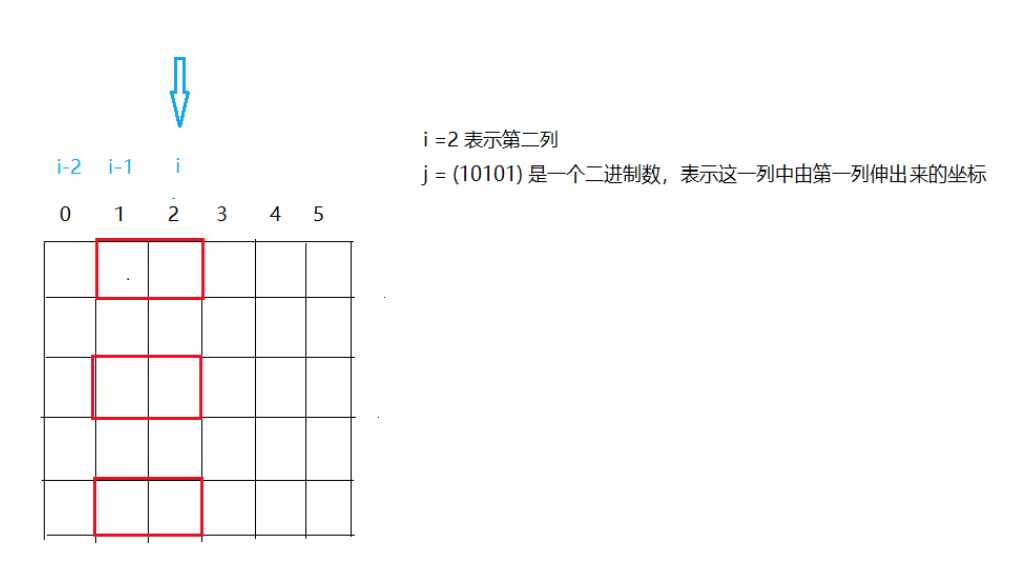 i =2 表示第二列
i-2 i-1 i
j = (10101) 是一个二进制数，表示这一列中由第一列伸出来的坐标
0 1 2 3 4 5